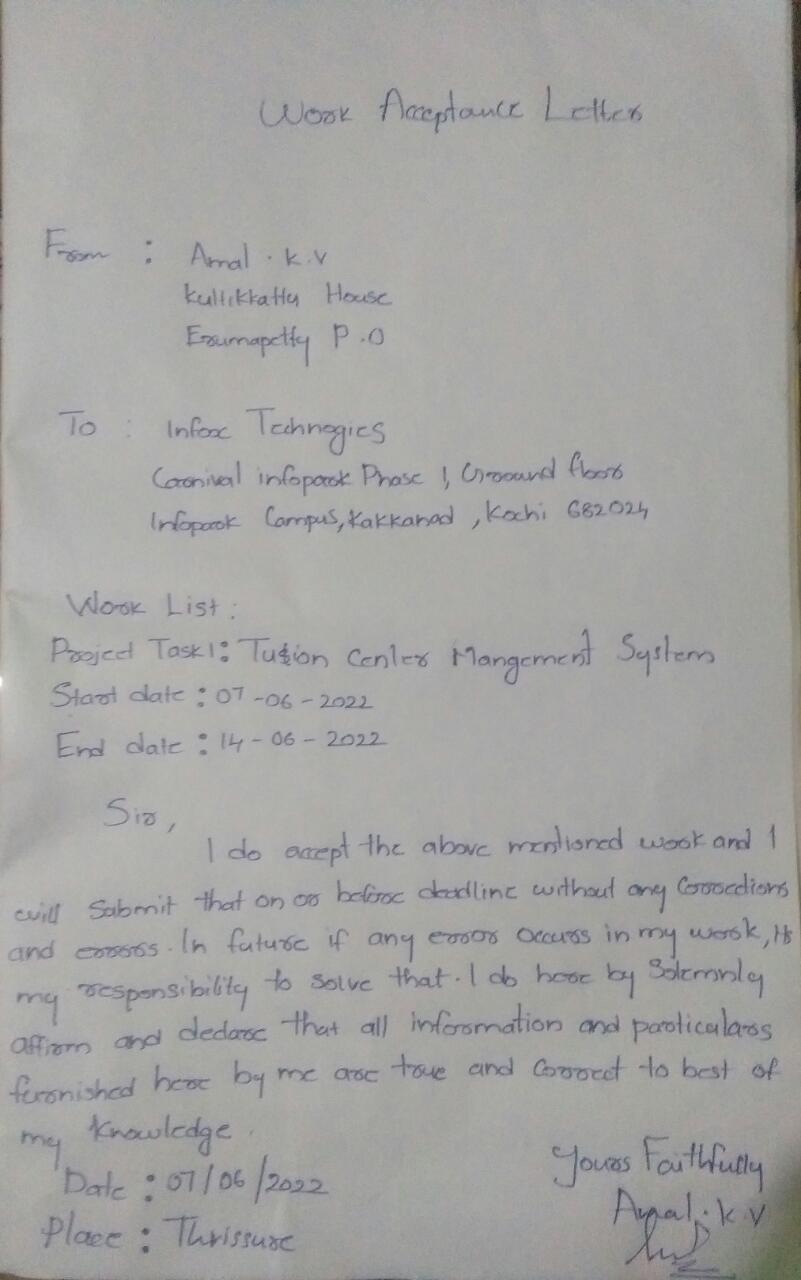 Work Acceptance Letter
From : Amal . K.V
Kullikkattu House
Erumapetty P.O
To : Infox Technogies
Carnival infopark Phase 1, Ground floor
Infopark Campus, Kakkanad , Kochi 682024
Work List :
Project Task1: Tution Center Mangement System
Start date : 07-06-2022
End date : 14-06-2022
Sir,
I do accept the above mentioned work and I
will Submit that on or before deadline without any Corrections
and errors. In future if any error occurs in my work, Its
my responsibility to solve that. I do here by Solemnly
affirm and declare that all information and particulars
fernished here by me are true and Correct to best of
my knowledge.
Yours Faithfully
Date : 07/06/2022
Amal. K.V
Place : Thrissure